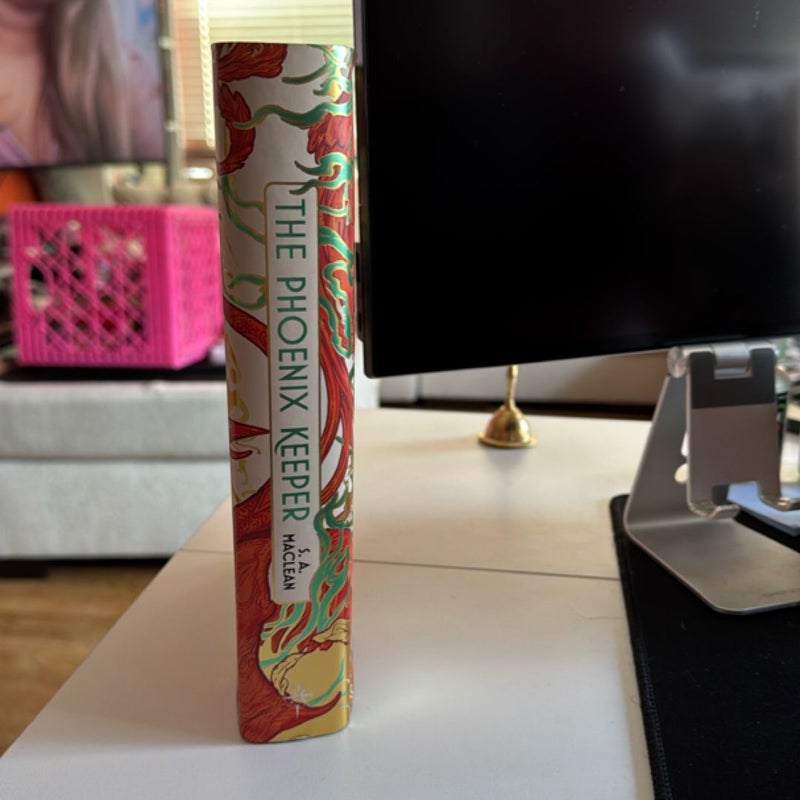 THE PHOENIX KEEPER
S. A.
MACLEAN